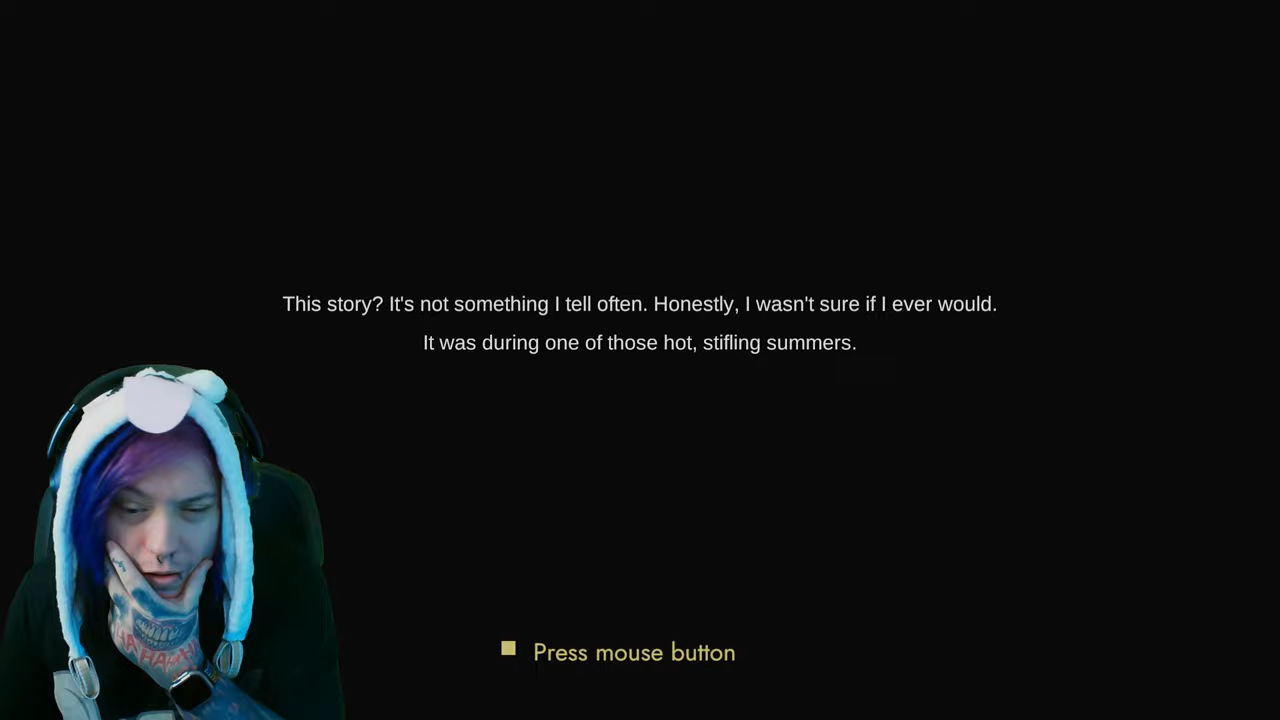 This story? It's not something I tell often. Honestly, I wasn't sure if I ever would.
It was during one of those hot, stifling summers.
HAHAHA!
Press mouse button